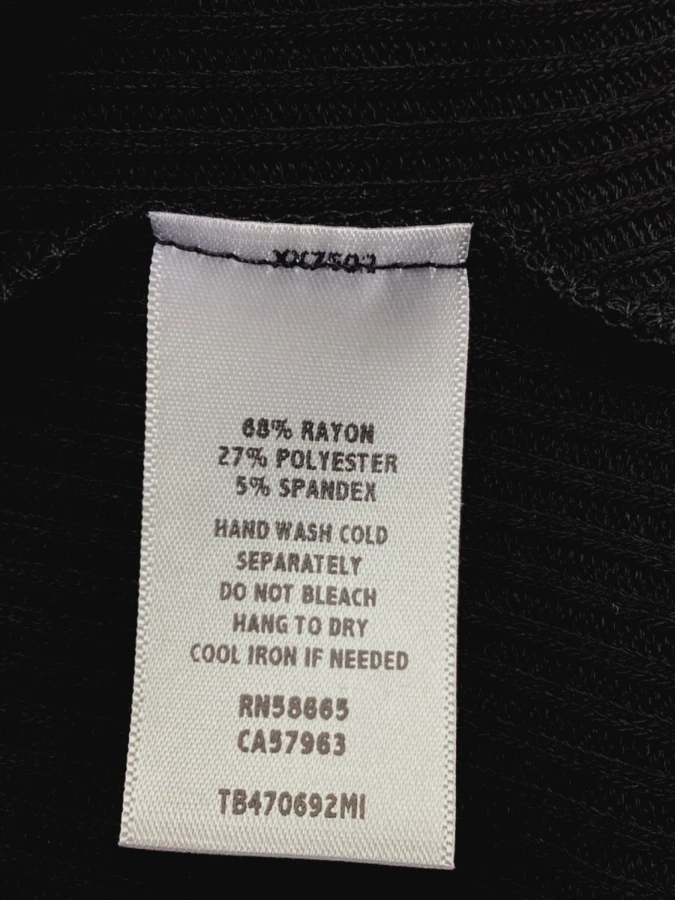 68% RAYON
27% POLYESTER
5% SPANDEX
HAND WASH COLD
SEPARATELY
DO NOT BLEACH
HANG TO DRY
COOL IRON IF NEEDED
RN58665
CA57963
TB470692MI